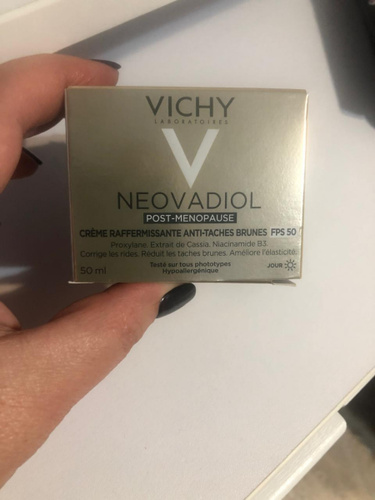 VICHY
LABORATOIRES
V
NEOVADIOL
POST-MENOPAUSE
CRÈME RAFFERMISSANTE ANTI-TACHES BRUNES FPS 50
Proxylane, Extrait de Cassia, Niacinamide B3.
Corrige les rides. Réduit les taches brunes. Améliore l'élasticité.
Testé sur tous phototypes
50 ml
Hypoallergénique
JOUR